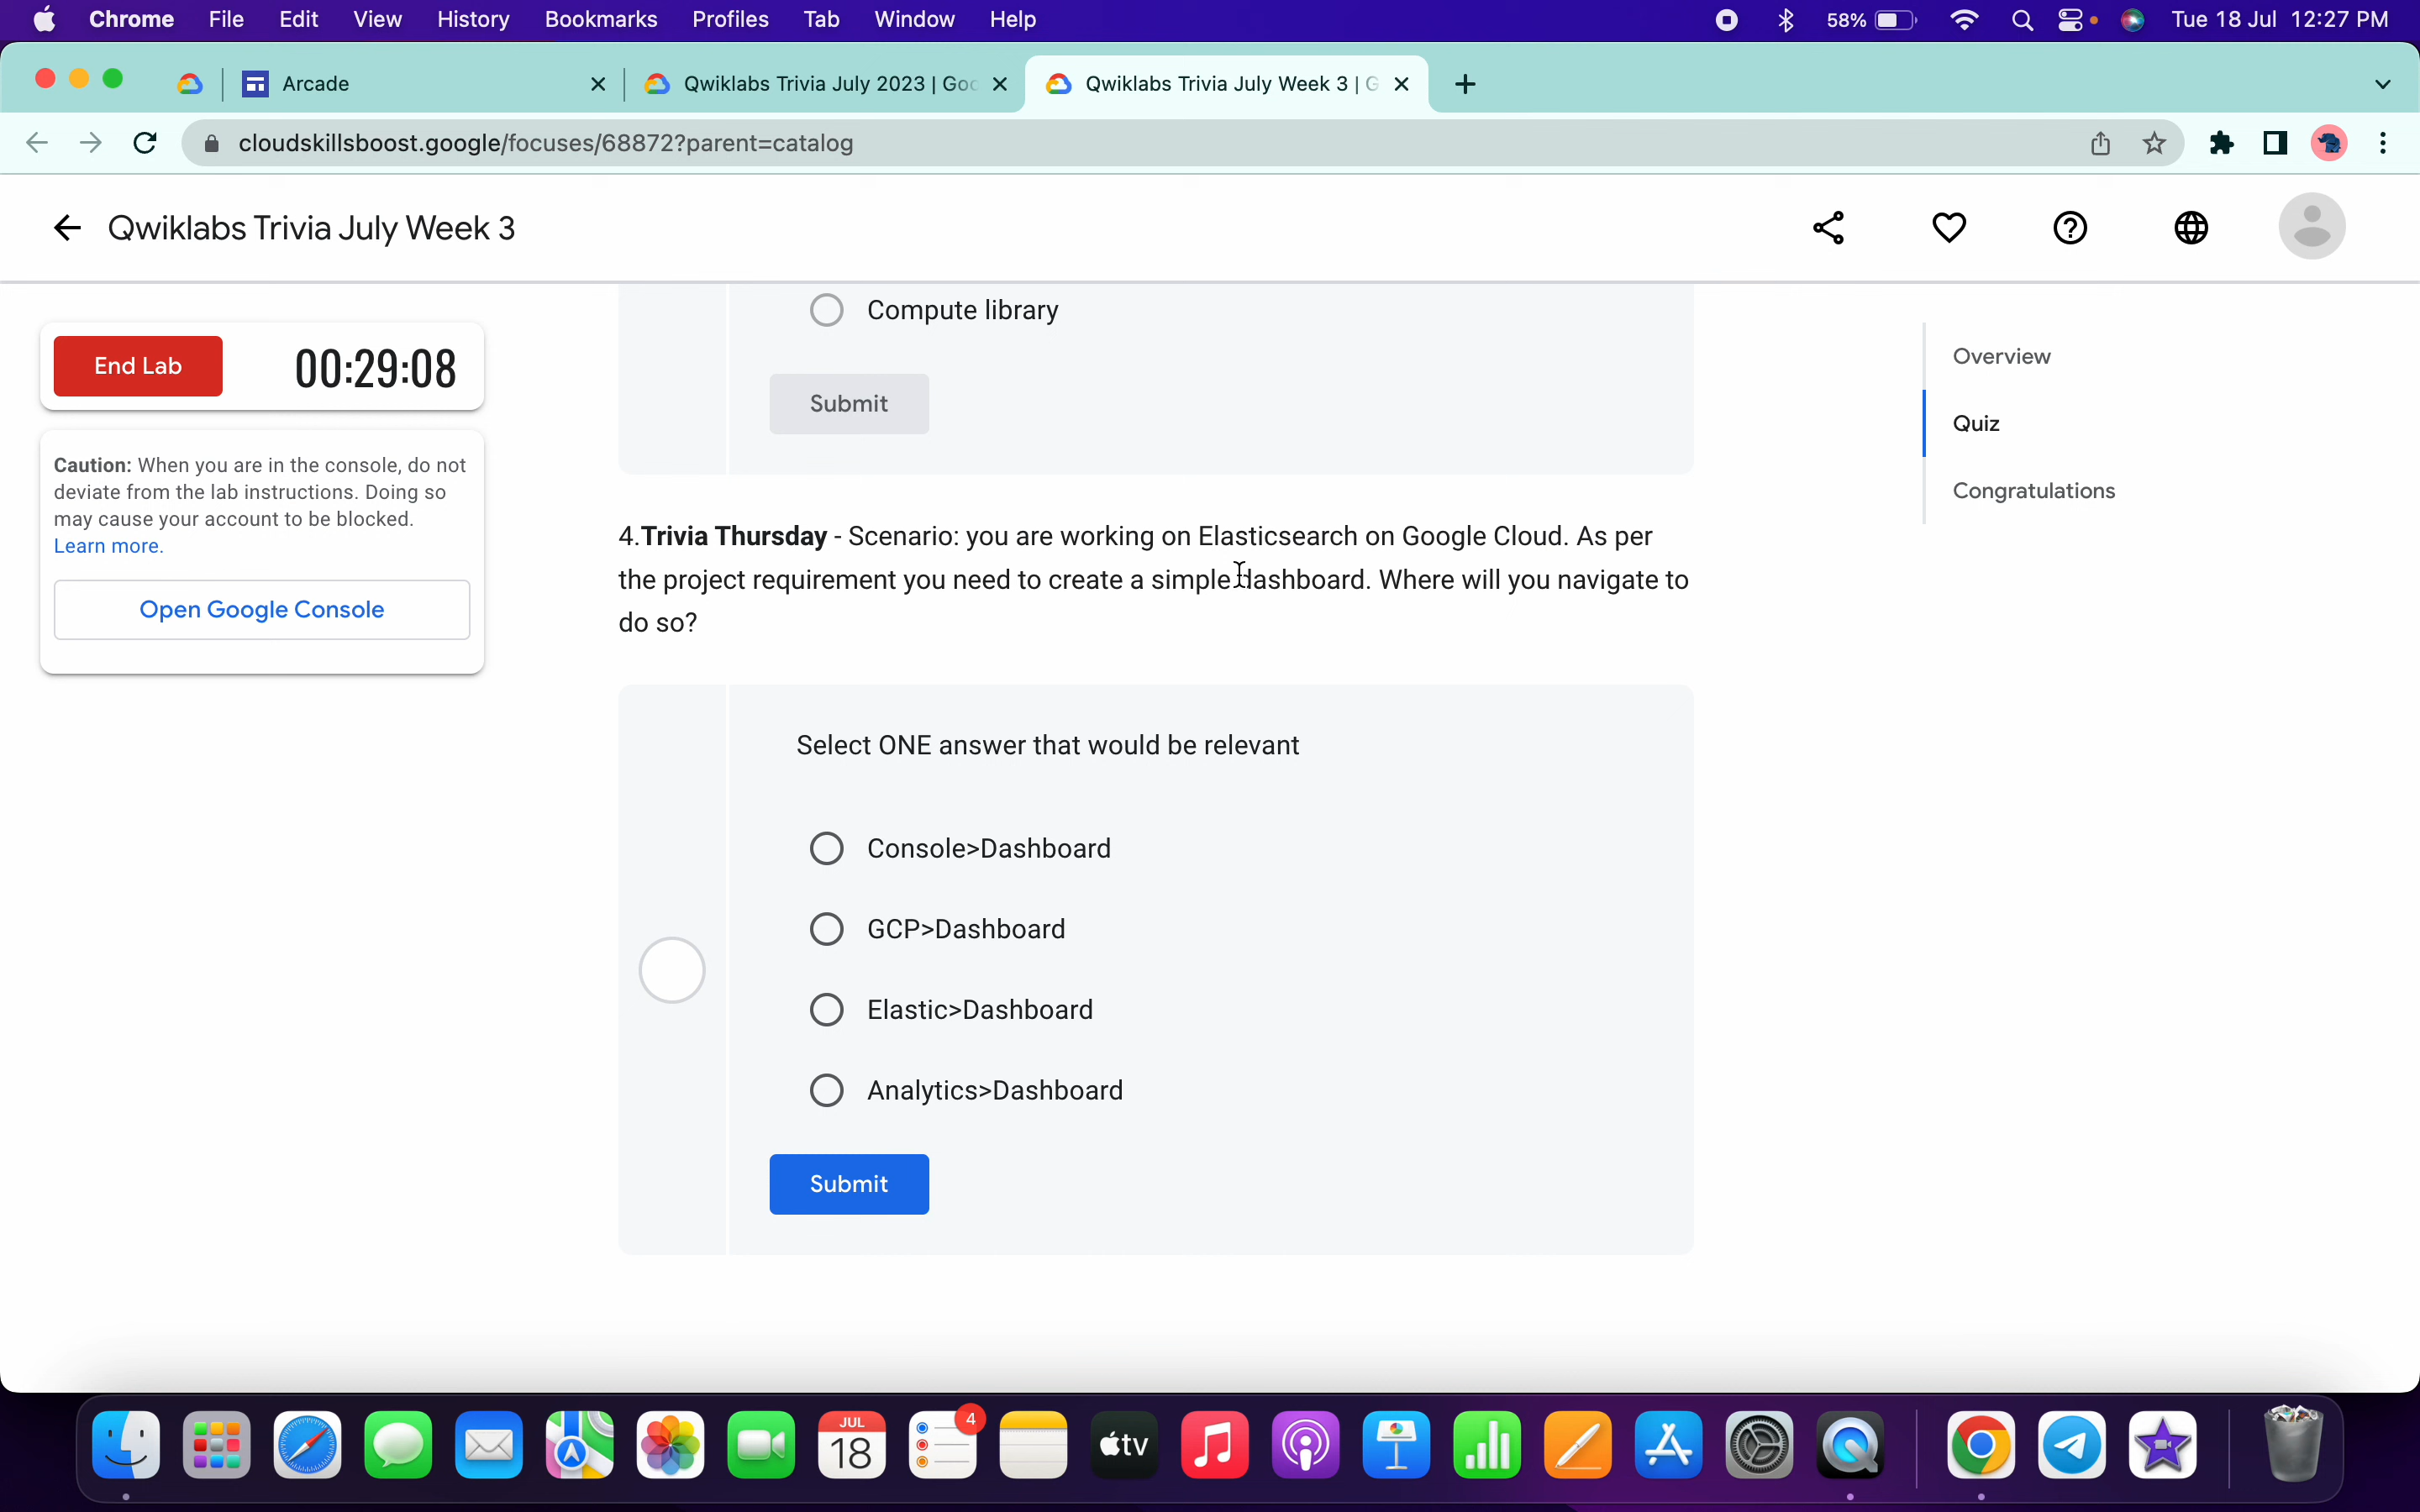 Chrome File Edit View History Bookmarks Profiles Tab Window Help 58% Tue 18 Jul 12:27 PM
Arcade Qwiklabs Trivia July 2023 | Goo Qwiklabs Trivia July Week 3 | G
cloudskillsboost.google/focuses/68872?parent=catalog
Qwiklabs Trivia July Week 3
End Lab 00:29:08
Caution: When you are in the console, do not
deviate from the lab instructions. Doing so
may cause your account to be blocked.
Learn more.
Open Google Console
Compute library
Submit
4.Trivia Thursday - Scenario: you are working on Elasticsearch on Google Cloud. As per
the project requirement you need to create a simple dashboard. Where will you navigate to
do so?
Select ONE answer that would be relevant
Console>Dashboard
GCP>Dashboard
Elastic>Dashboard
Analytics>Dashboard
Submit
Overview
Quiz
Congratulations
JUL
18
4
tv